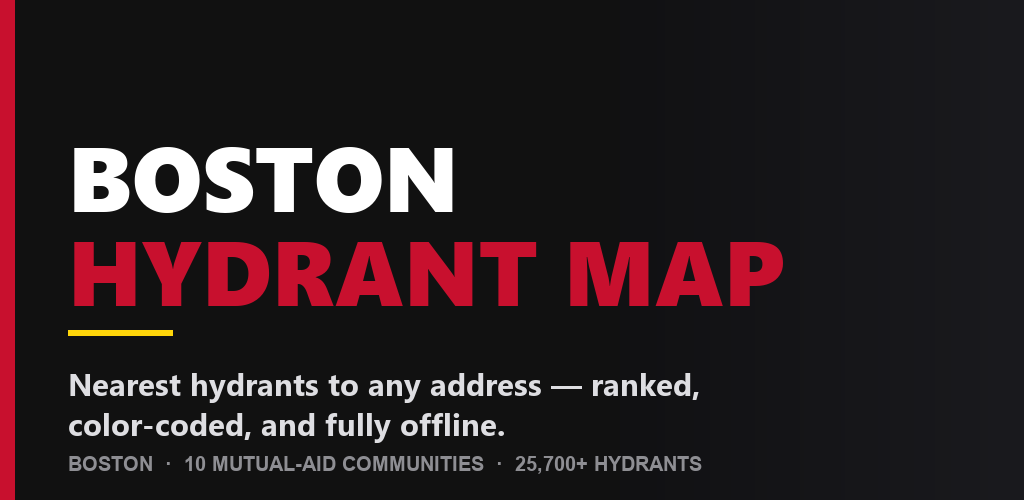 BOSTON
HYDRANT MAP
Nearest hydrants to any address — ranked,
color-coded, and fully offline.
BOSTON · 10 MUTUAL-AID COMMUNITIES · 25,700+ HYDRANTS